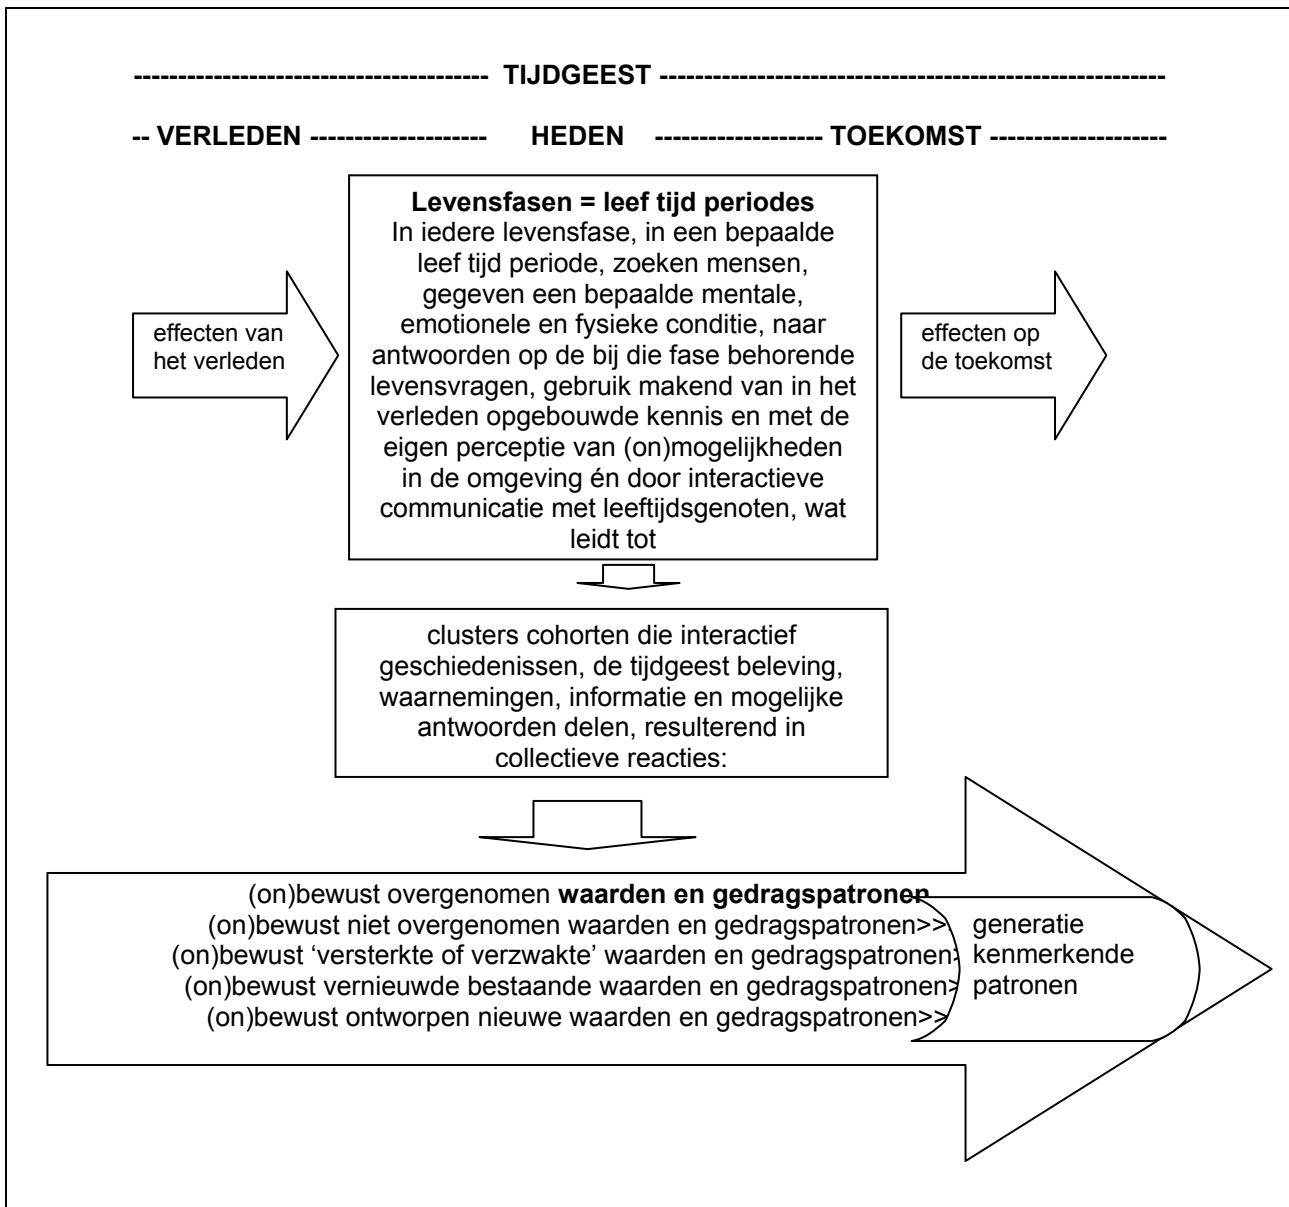 ---------------------------------------- TIJDGEEST ---------------------------------------------------------
-- VERLEDEN -------------------- HEDEN ------------------- TOEKOMST --------------------
Levensfasen = leef tijd periodes
In iedere levensfase, in een bepaalde
leef tijd periode, zoeken mensen,
gegeven een bepaalde mentale,
emotionele en fysieke conditie, naar
antwoorden op de bij die fase behorende
levensvragen, gebruik makend van in het
verleden opgebouwde kennis en met de
eigen perceptie van (on)mogelijkheden
in de omgeving én door interactieve
communicatie met leeftijdsgenoten, wat
leidt tot
effecten van
het verleden
effecten op
de toekomst
clusters cohorten die interactief
geschiedenissen, de tijdgeest beleving,
waarnemingen, informatie en mogelijke
antwoorden delen, resulterend in
collectieve reacties:
(on)bewust overgenomen waarden en gedragspatronen
(on)bewust niet overgenomen waarden en gedragspatronen>>
(on)bewust ‘versterkte of verzwakte’ waarden en gedragspatronen>
(on)bewust vernieuwde bestaande waarden en gedragspatronen>
(on)bewust ontworpen nieuwe waarden en gedragspatronen>>
generatie
kenmerkende
patronen